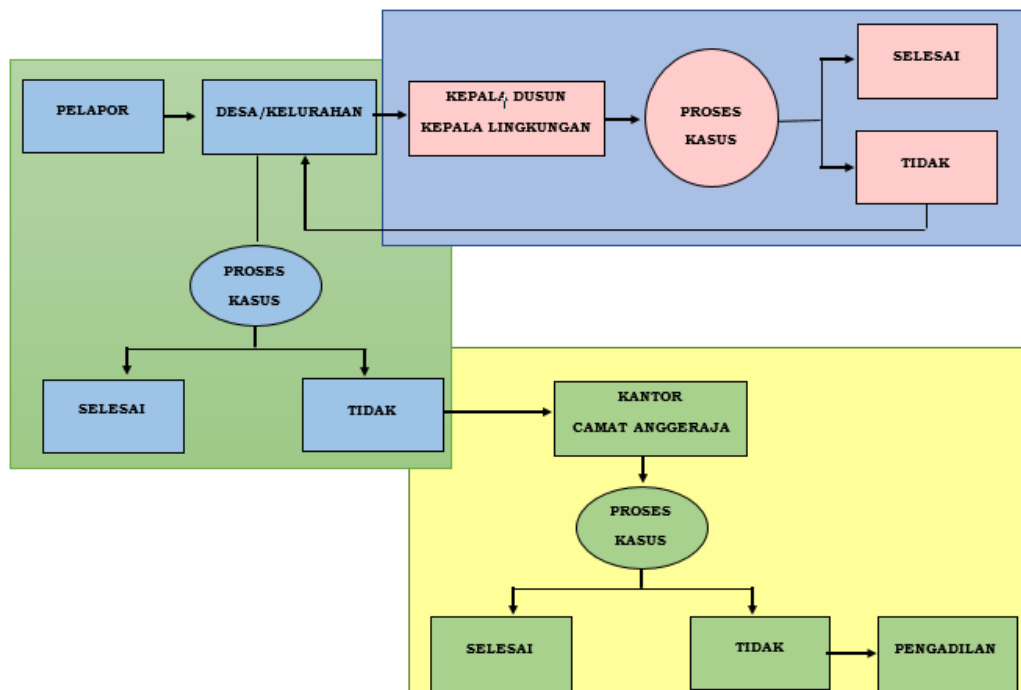 PELAPOR
DESA/KELURAHAN
KEPALA DUSUN
KEPALA LINGKUNGAN
PROSES
KASUS
SELESAI
TIDAK
PROSES
KASUS
SELESAI
TIDAK
KANTOR
CAMAT ANGGERAJA
PROSES
KASUS
SELESAI
TIDAK
PENGADILAN